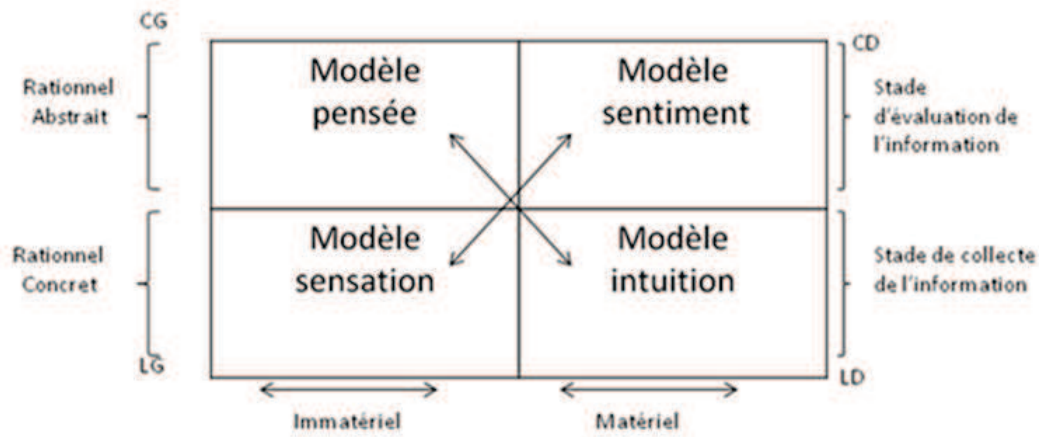 CG
CD
Rationnel
Abstrait
Modèle
pensée
Modèle
sentiment
Stade
d'évaluation de
l'information
Rationnel
Concret
Modèle
sensation
Modèle
intuition
Stade de collecte
de l'information
LG
LD
Immatériel
Matériel